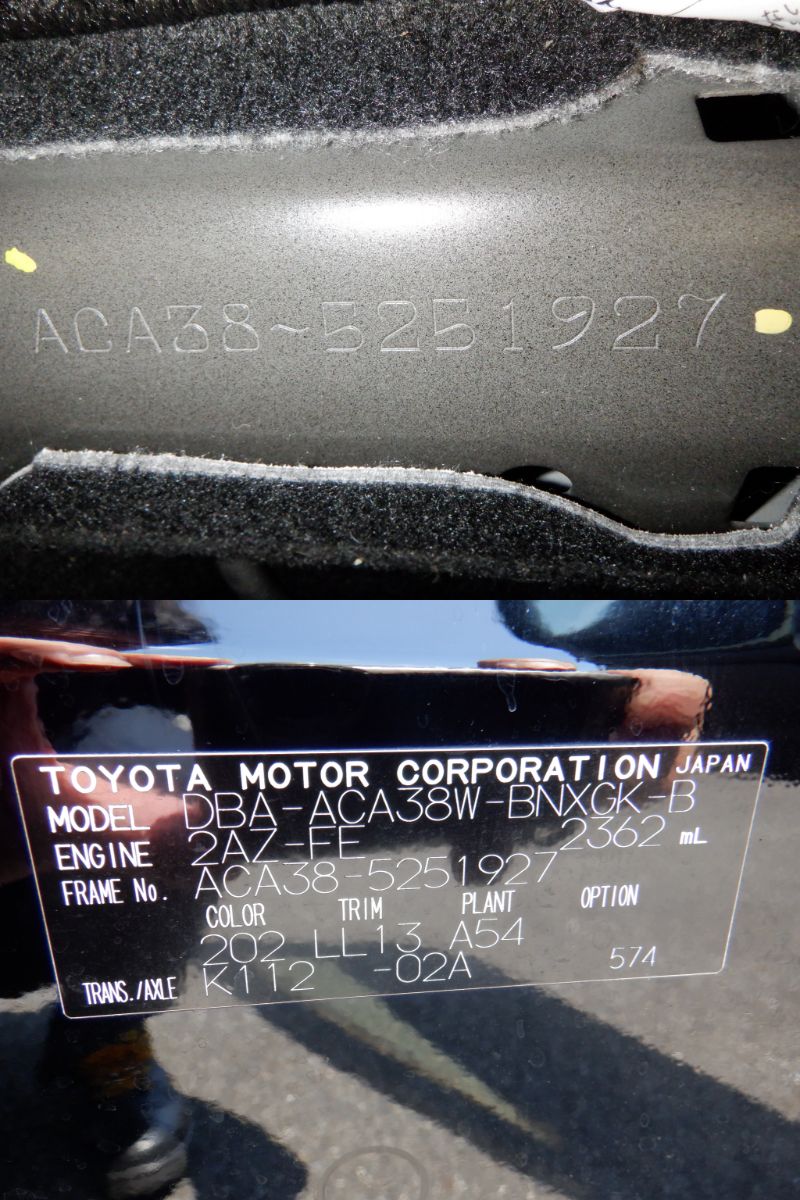 ACA38-5251927
TOYOTA MOTOR CORPORATION JAPAN
MODEL DBA-ACA38W-BNXGK-B
ENGINE 2AZ-FE 2362 mL
FRAME No. ACA38-5251927
COLOR TRIM PLANT OPTION
202 LL13 A54
TRANS./AXLE K112 -02A 574